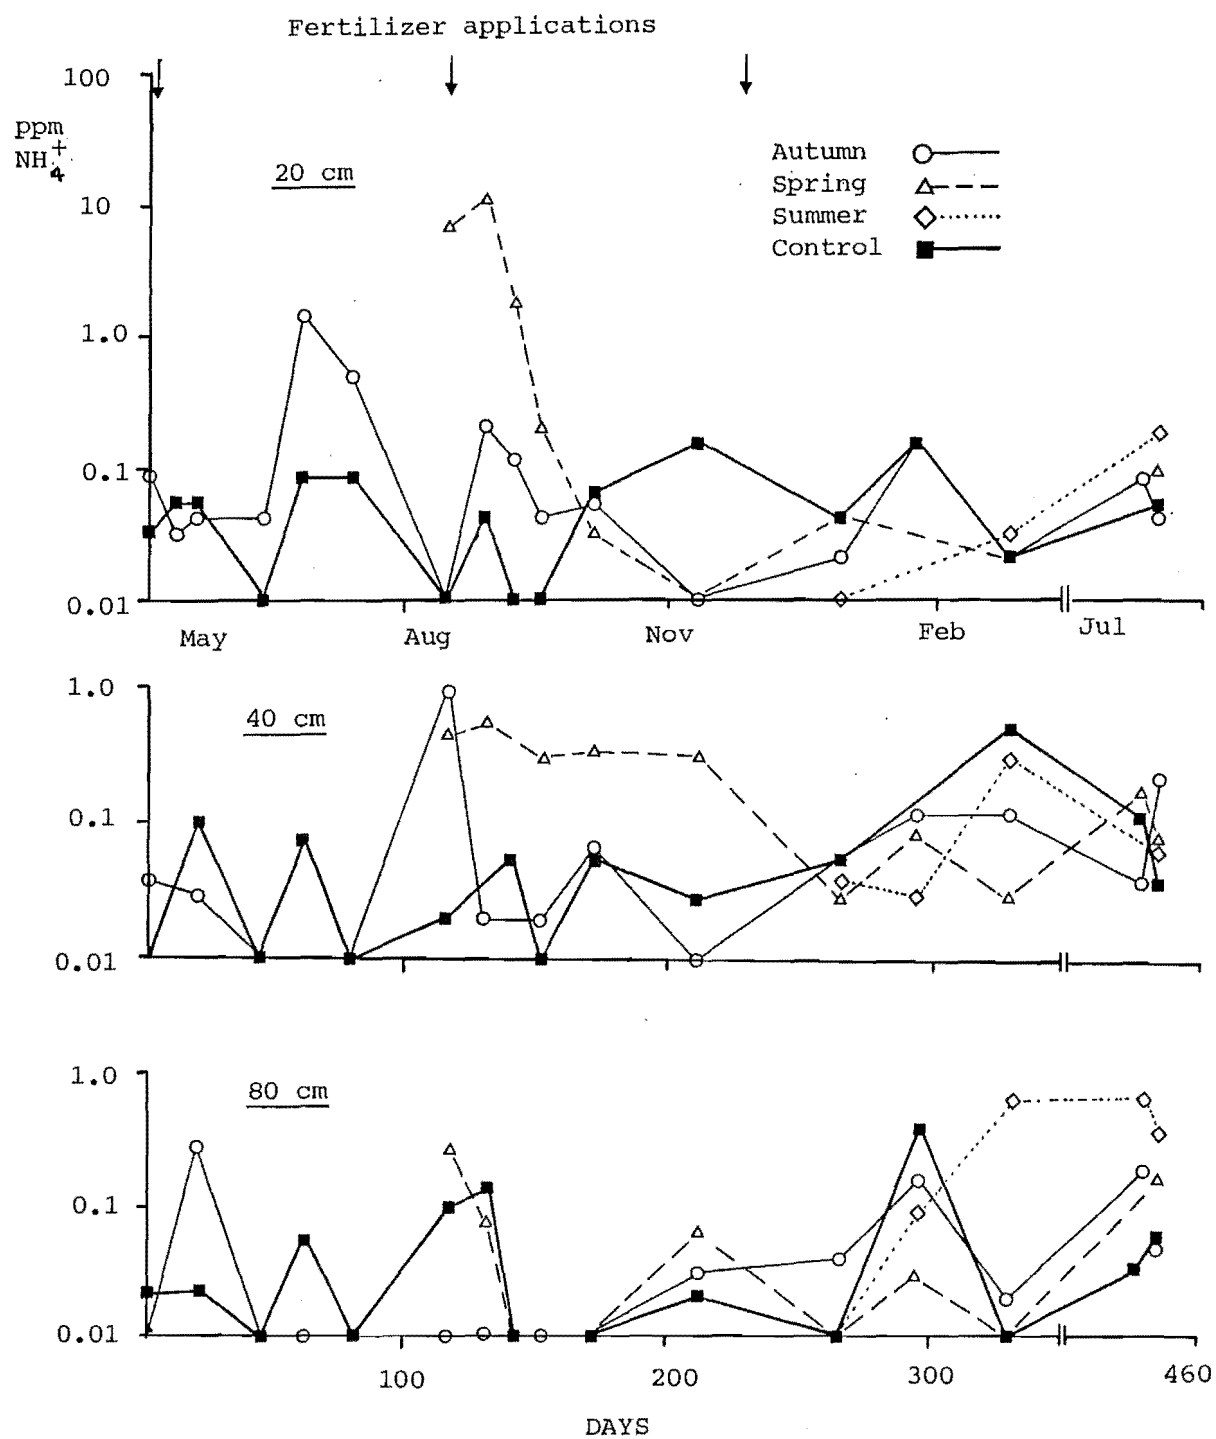 Fertilizer applications
100
ppm
NH4+
20 cm
10
1.0
0.1
0.01
Autumn
Spring
Summer
Control
May Aug Nov Feb Jul
1.0
40 cm
0.1
0.01
1.0
80 cm
0.1
0.01
100 200 300 460
DAYS